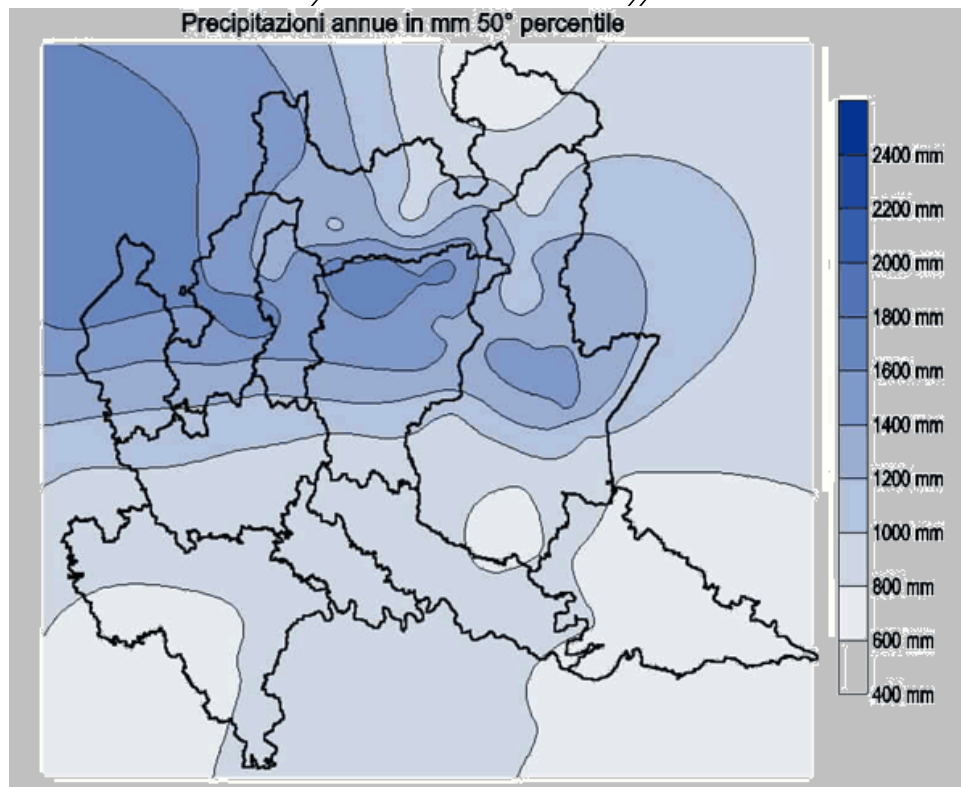 Precipitazioni annue in mm 50° percentile
2400 mm
2200 mm
2000 mm
1800 mm
1600 mm
1400 mm
1200 mm
1000 mm
800 mm
600 mm
400 mm